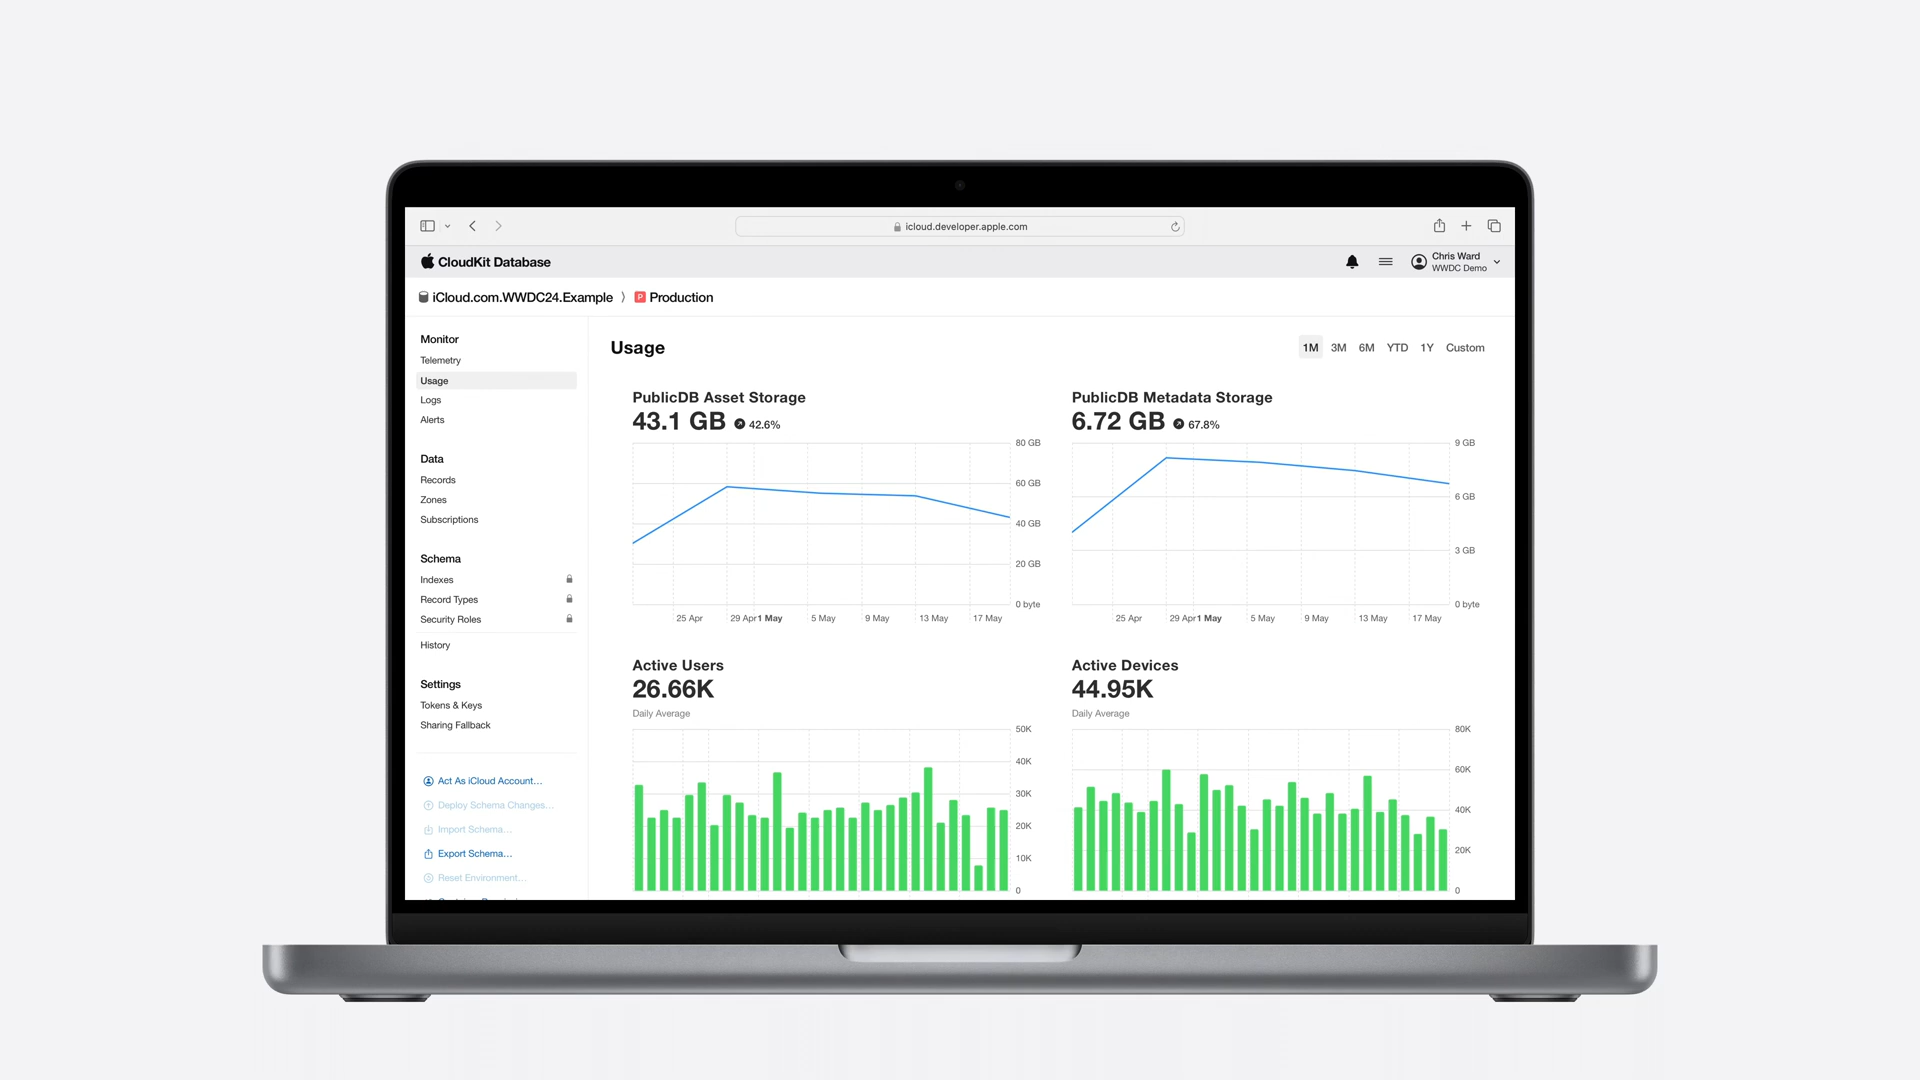 icloud.developer.apple.com
CloudKit Database
Chris Ward
WWDC Demo
iCloud.com.WWDC24.Example
P Production
Monitor
Telemetry
Usage
Logs
Alerts
Data
Records
Zones
Subscriptions
Schema
Indexes
Record Types
Security Roles
History
Settings
Tokens & Keys
Sharing Fallback
Act As iCloud Account...
Deploy Schema Changes...
Import Schema...
Export Schema...
Reset Environment...
Usage
1M 3M 6M YTD 1Y Custom
PublicDB Asset Storage
43.1 GB 42.6%
80 GB
60 GB
40 GB
20 GB
0 byte
25 Apr 29 Apr 1 May 5 May 9 May 13 May 17 May
PublicDB Metadata Storage
6.72 GB 67.8%
9 GB
6 GB
3 GB
0 byte
25 Apr 29 Apr 1 May 5 May 9 May 13 May 17 May
Active Users
26.66K
Daily Average
50K
40K
30K
20K
10K
0
Active Devices
44.95K
Daily Average
80K
60K
40K
20K
0